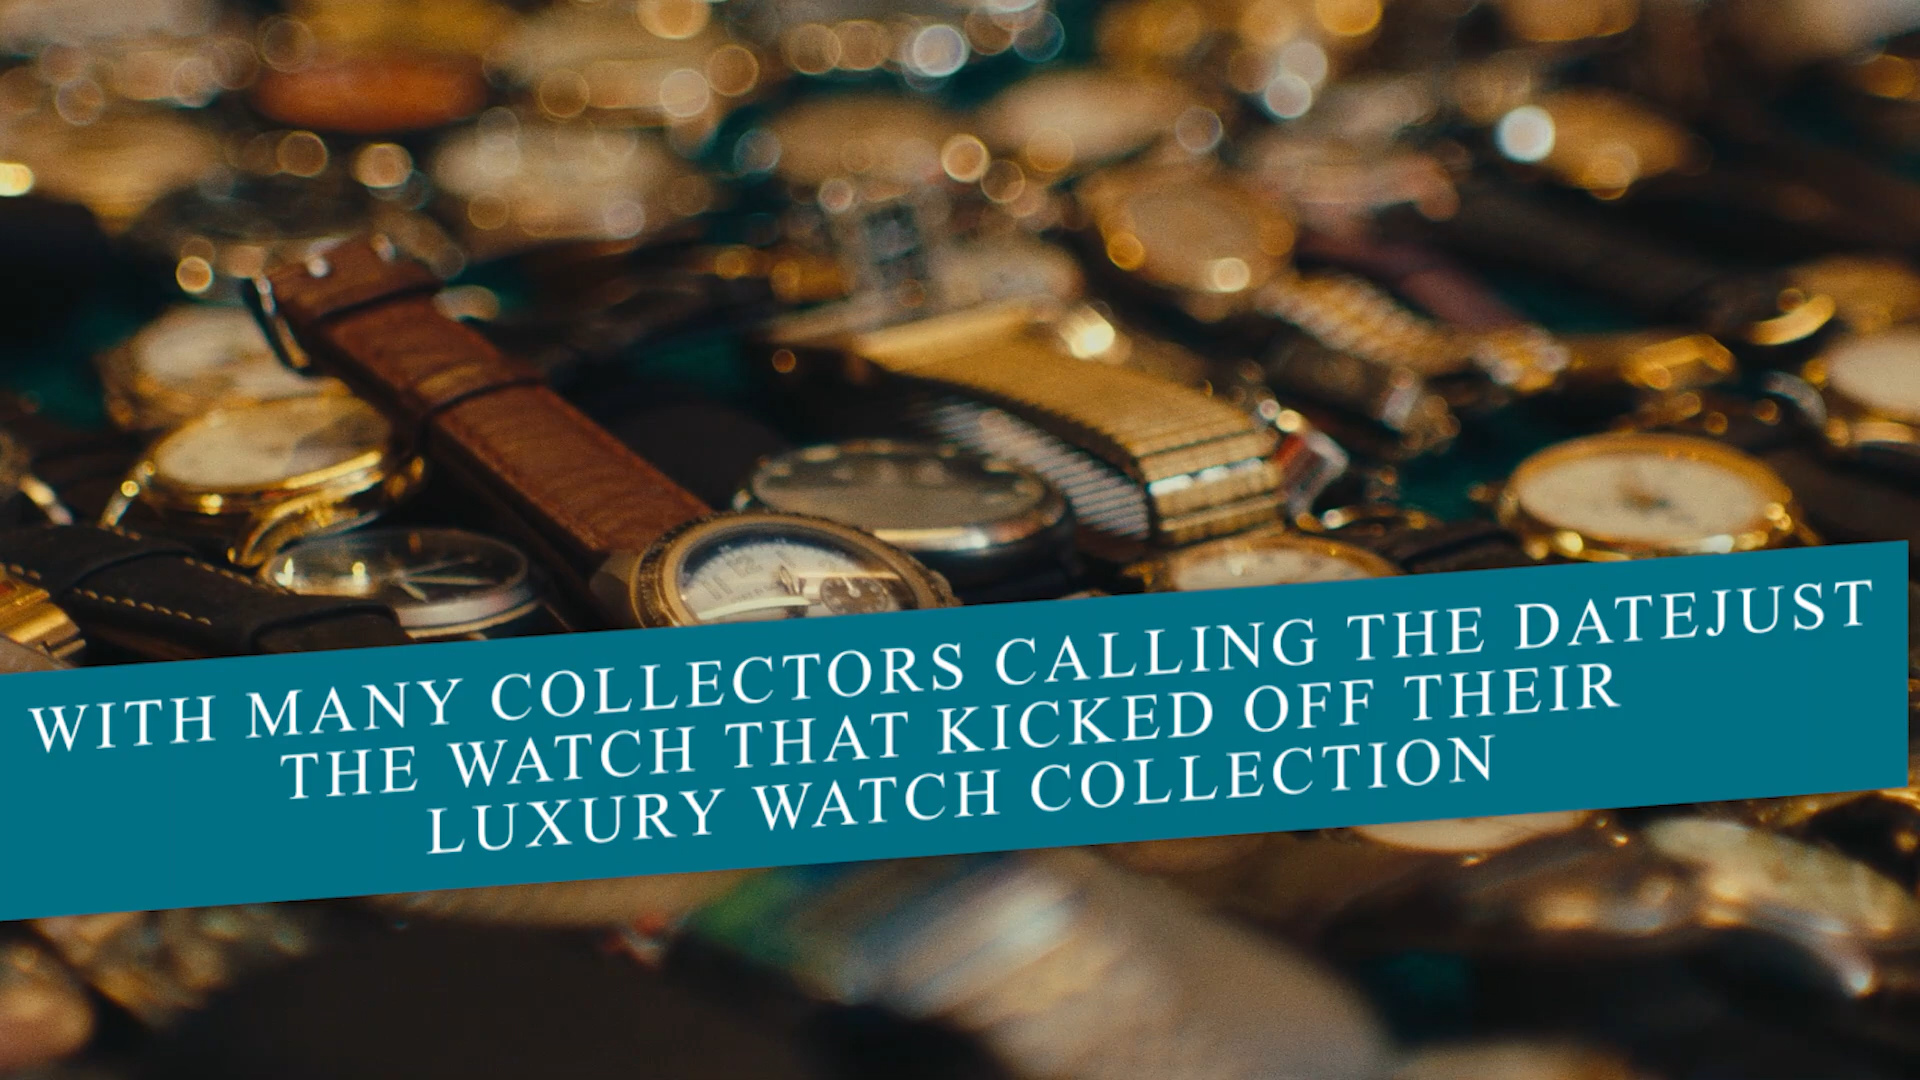 WITH MANY COLLECTORS CALLING THE DATEJUST
THE WATCH THAT KICKED OFF THEIR
LUXURY WATCH COLLECTION